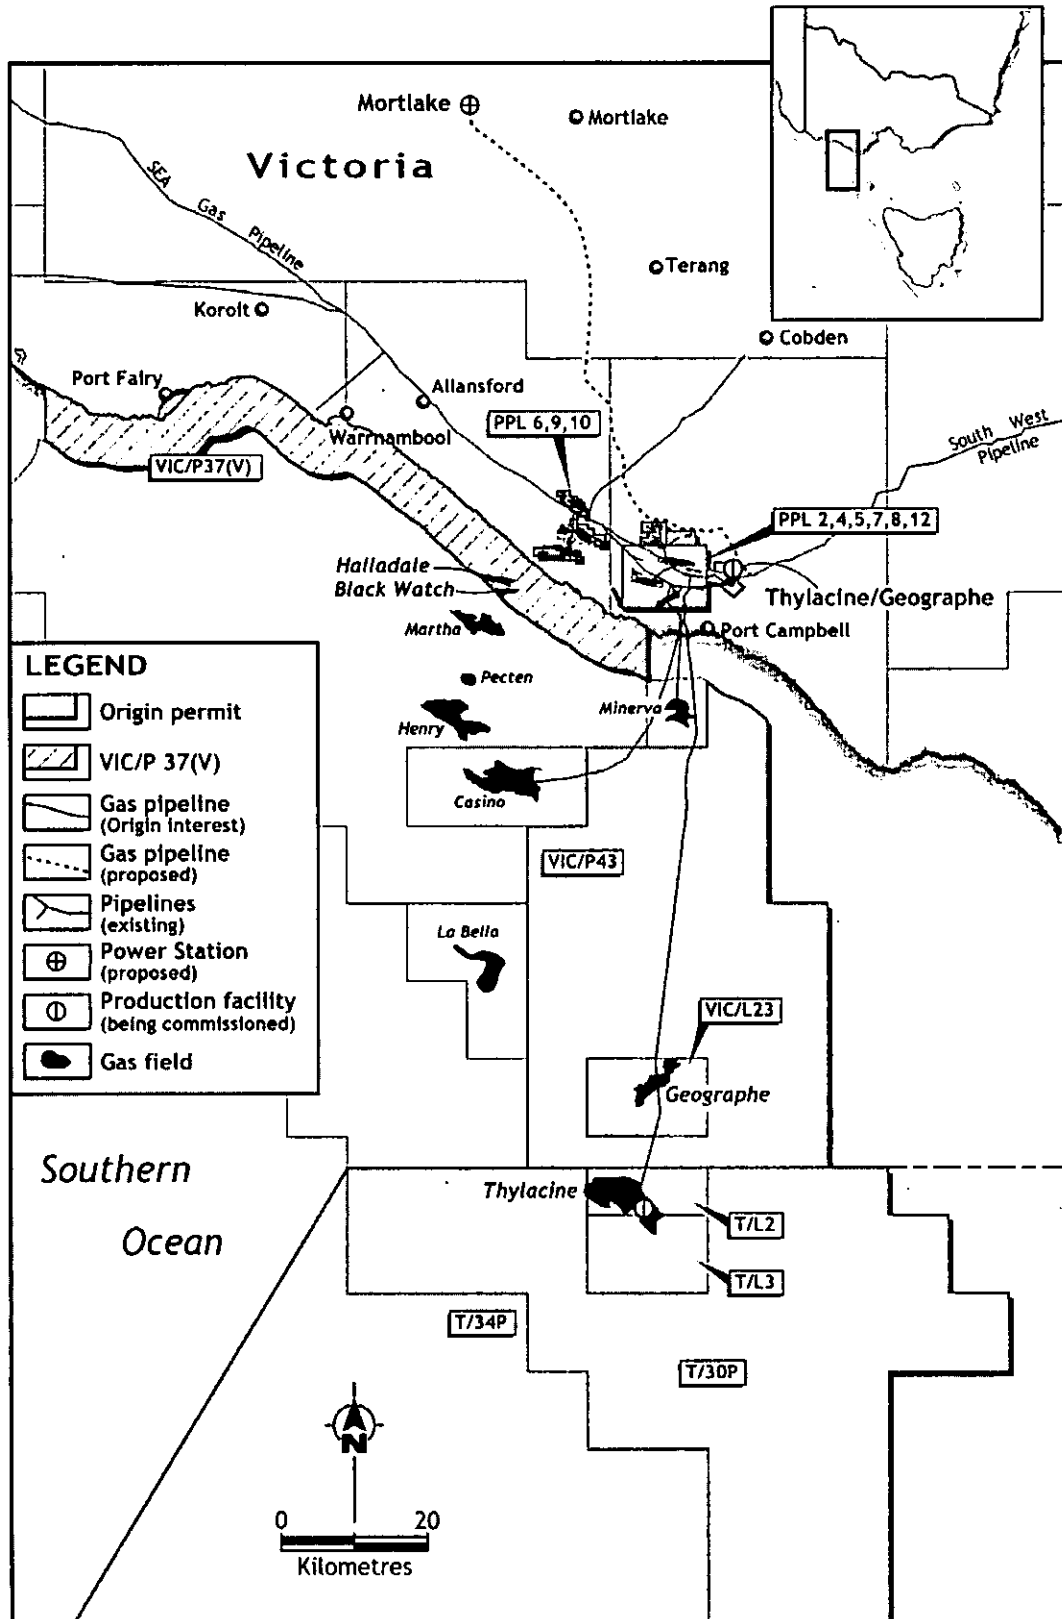 Mortlake
Mortlake
Victoria
SEA Gas Pipeline
Terang
Koroit
Cobden
Port Fairy
Allansford
PPL 6,9,10
Warrnambool
South West
Pipeline
VIC/P37(V)
PPL 2,4,5,7,8,12
Halladale
Black Watch
Thylacine/Geographe
Martha
Port Campbell
LEGEND
Origin permit
VIC/P 37(V)
Gas pipeline
(Origin interest)
Gas pipeline
(proposed)
Pipelines
(existing)
Power Station
(proposed)
Production facility
(being commissioned)
Gas field
Pecten
Henry
Minerva
Casino
VIC/P43
La Bella
VIC/L23
Geographe
Southern
Ocean
Thylacine
T/L2
T/L3
T/34P
T/30P
N
0 20
Kilometres